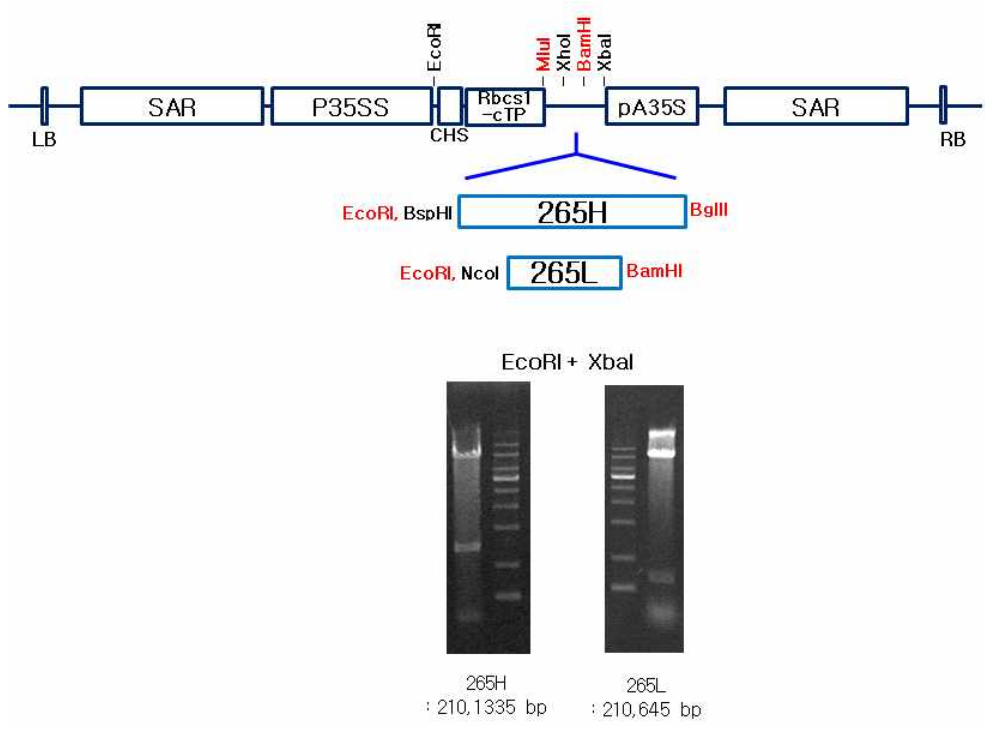 EcoRI
MluI
XhoI
BamHI
XbaI
SAR
P35SS
Rbcs1
-cTP
pA35S
SAR
LB
CHS
RB
EcoRI, BspHI
265H
BglII
EcoRI, NcoI
265L
BamHI
EcoRI + XbaI
265H
: 210,1335 bp
265L
: 210,645 bp